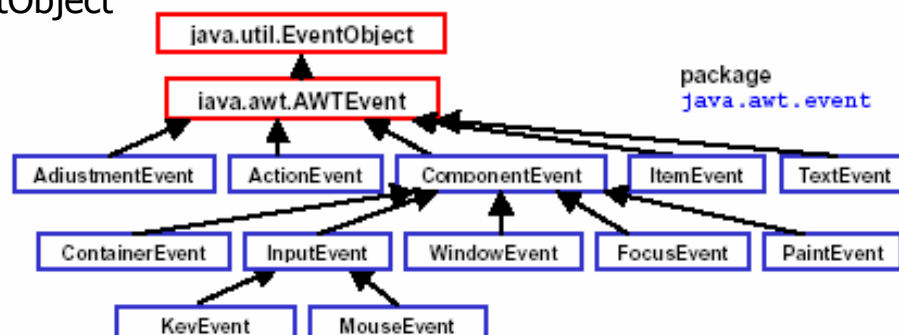 tObject
java.util.EventObject
java.awt.AWTEvent
package
java.awt.event
AdjustmentEvent
ActionEvent
ComponentEvent
ItemEvent
TextEvent
ContainerEvent
InputEvent
WindowEvent
FocusEvent
PaintEvent
KeyEvent
MouseEvent